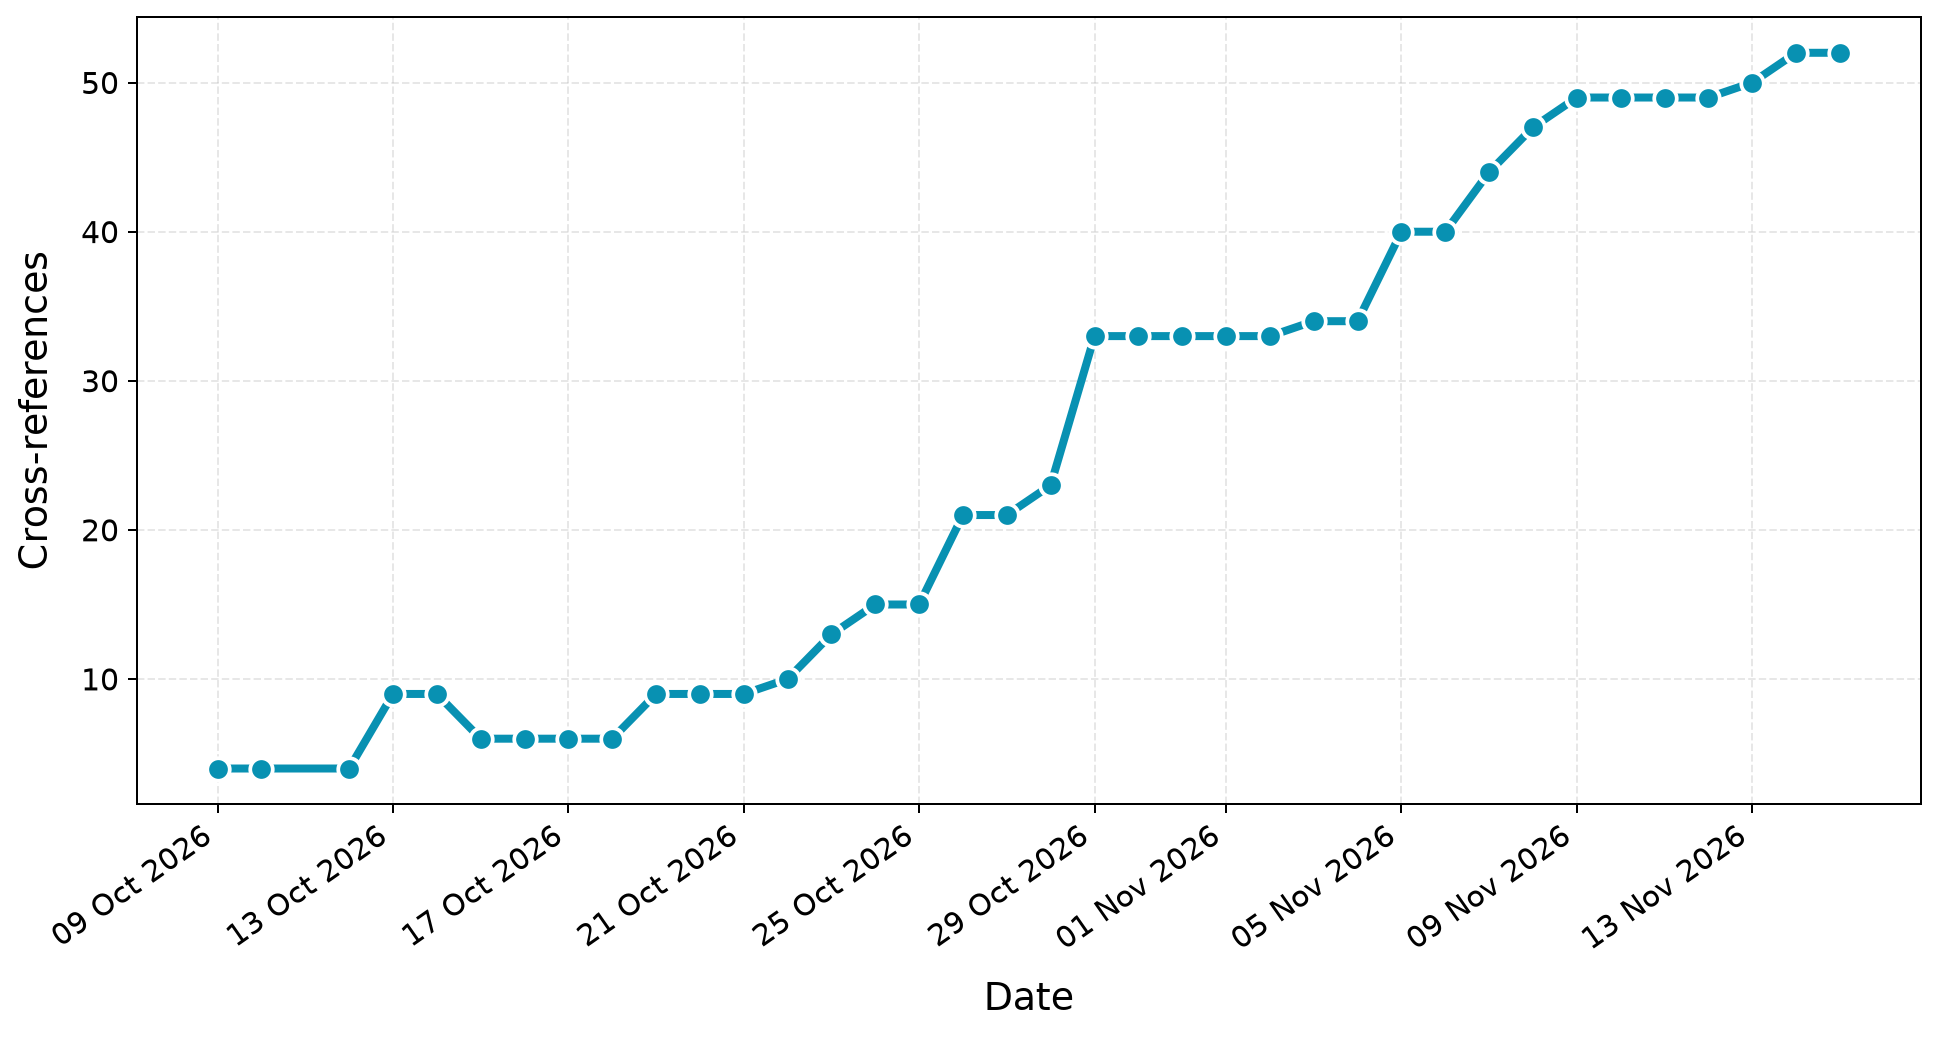 Cross-references
50
40
30
20
10
09 Oct 2026
13 Oct 2026
17 Oct 2026
21 Oct 2026
25 Oct 2026
29 Oct 2026
01 Nov 2026
05 Nov 2026
09 Nov 2026
13 Nov 2026
Date